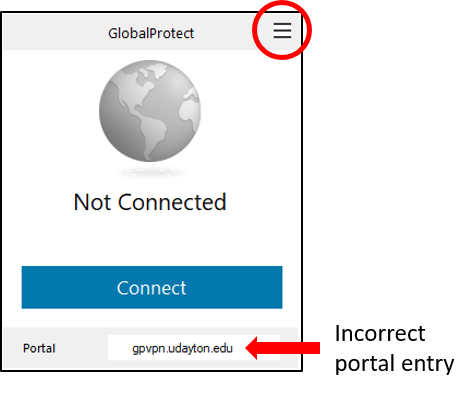 GlobalProtect
Not Connected
Connect
Portal gpvpn.udayton.edu
Incorrect
portal entry